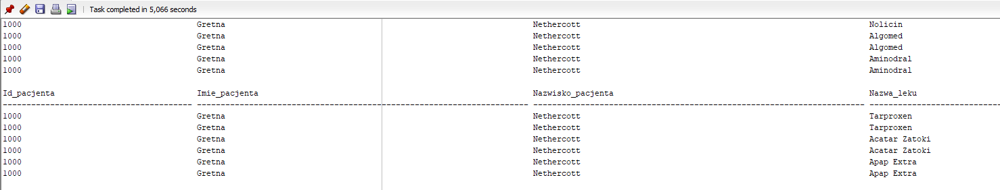 Task completed in 5,066 seconds
1000 Gretna Nethercott Nolicin
1000 Gretna Nethercott Algomed
1000 Gretna Nethercott Algomed
1000 Gretna Nethercott Aminodral
1000 Gretna Nethercott Aminodral
Id_pacjenta Imie_pacjenta Nazwisko_pacjenta Nazwa_leku
1000 Gretna Nethercott Tarproxen
1000 Gretna Nethercott Tarproxen
1000 Gretna Nethercott Acatar Zatoki
1000 Gretna Nethercott Acatar Zatoki
1000 Gretna Nethercott Apap Extra
1000 Gretna Nethercott Apap Extra